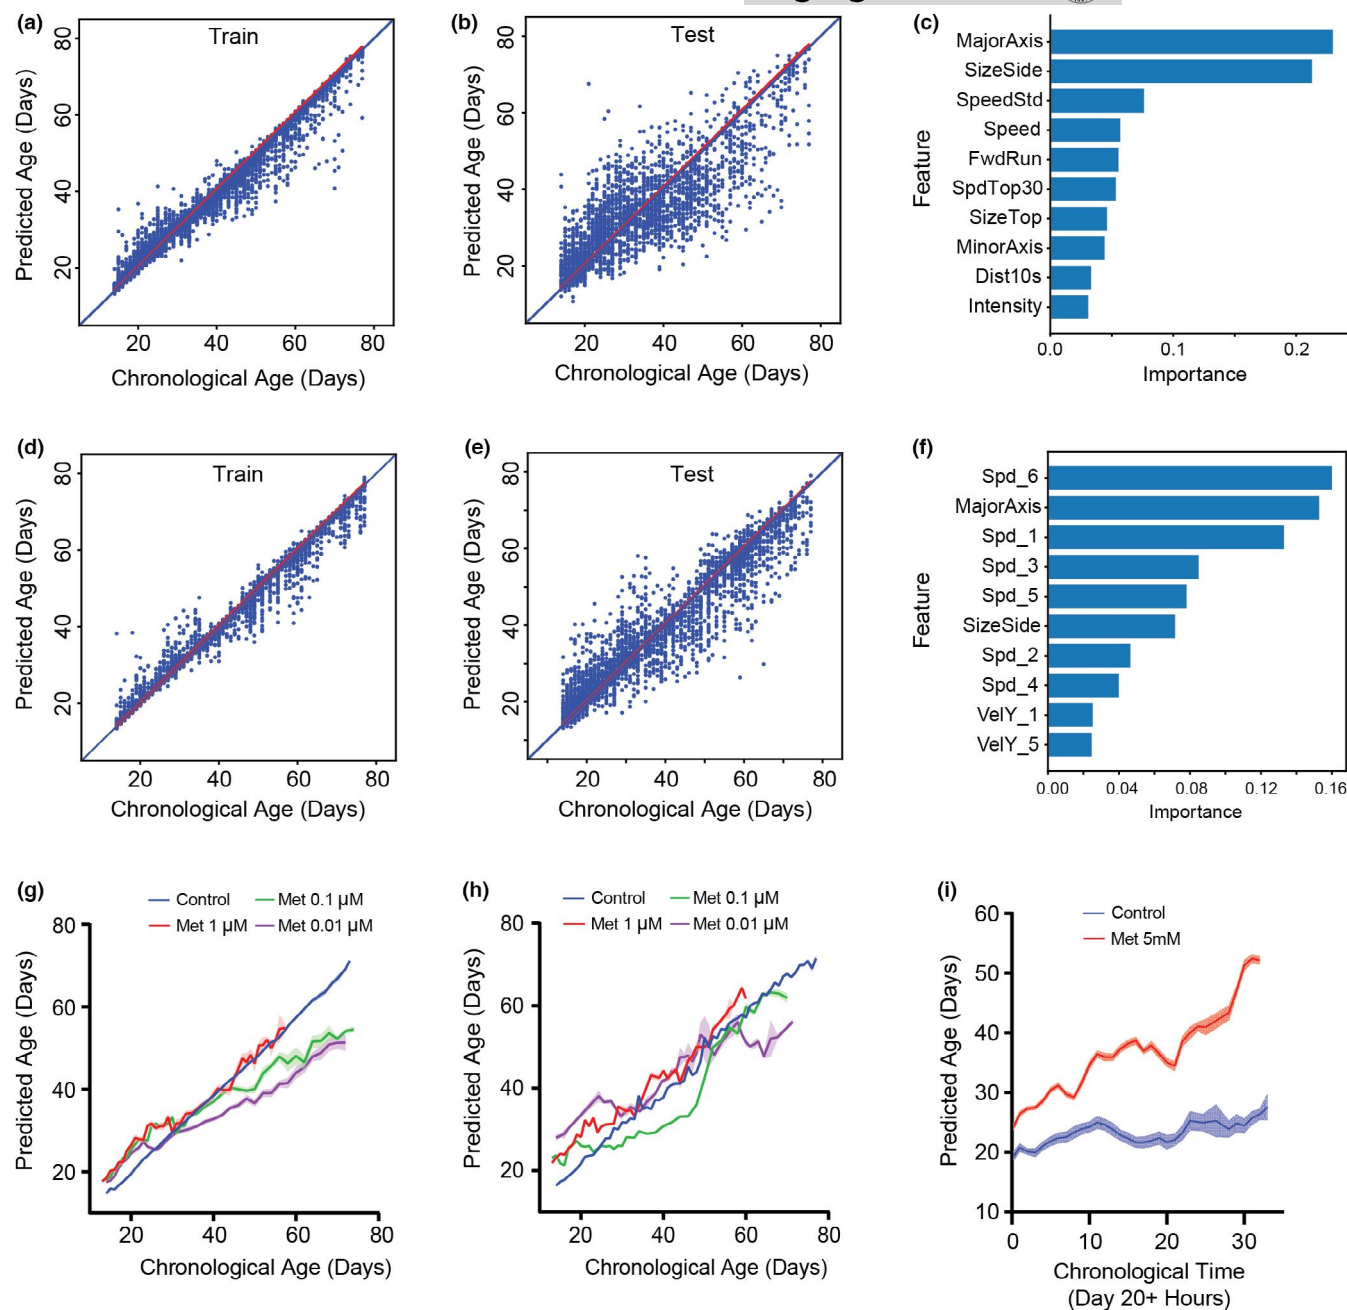 (a)
Train
80
60
40
20
Predicted Age (Days)
20 40 60 80
Chronological Age (Days)
(b)
Test
80
60
40
20
Predicted Age (Days)
20 40 60 80
Chronological Age (Days)
(c)
Feature
MajorAxis
SizeSide
SpeedStd
Speed
FwdRun
SpdTop30
SizeTop
MinorAxis
Dist10s
Intensity
0.0 0.1 0.2
Importance
(d)
Train
80
60
40
20
Predicted Age (Days)
20 40 60 80
Chronological Age (Days)
(e)
Test
80
60
40
20
Predicted Age (Days)
20 40 60 80
Chronological Age (Days)
(f)
Feature
Spd_6
MajorAxis
Spd_1
Spd_3
Spd_5
SizeSide
Spd_2
Spd_4
VelY_1
VelY_5
0.00 0.04 0.08 0.12 0.16
Importance
(g)
Control Met 0.1 µM
Met 1 µM Met 0.01 µM
80
60
40
20
Predicted Age (Days)
20 40 60 80
Chronological Age (Days)
(h)
Control Met 0.1 µM
Met 1 µM Met 0.01 µM
80
60
40
20
Predicted Age (Days)
20 40 60 80
Chronological Age (Days)
(i)
Control
Met 5mM
60
50
40
30
20
10
Predicted Age (Days)
0 10 20 30
Chronological Time
(Day 20+ Hours)